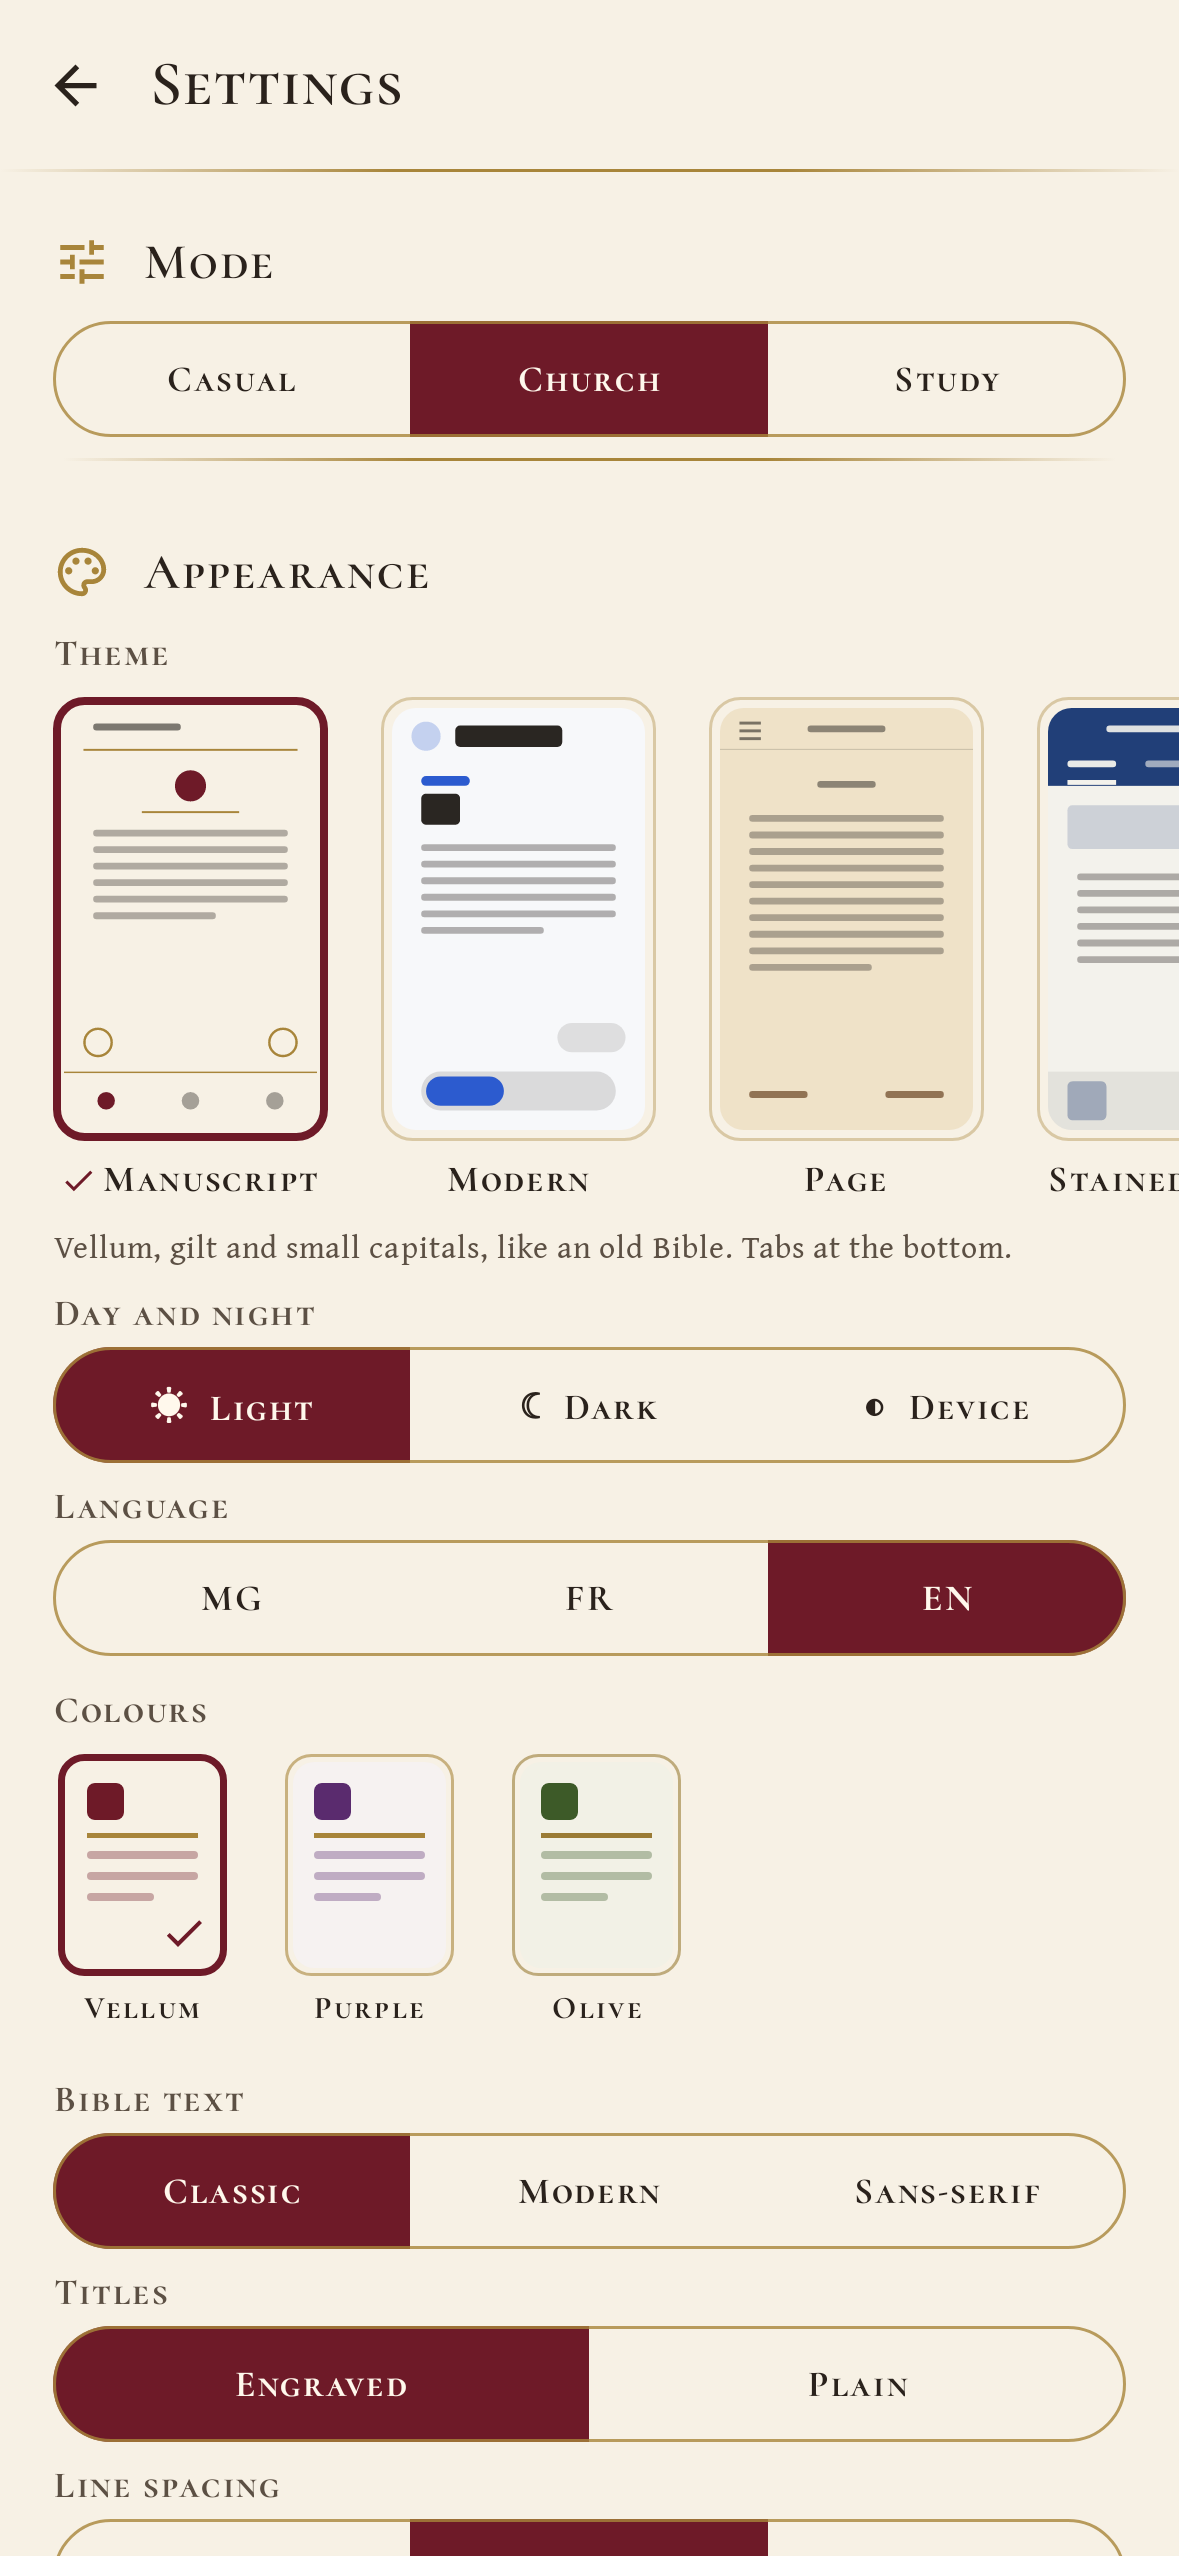 Settings
Mode
Casual Church Study
Appearance
Theme
Manuscript Modern Page Stained
Vellum, gilt and small capitals, like an old Bible. Tabs at the bottom.
Day and night
Light Dark Device
Language
MG FR EN
Colours
Vellum Purple Olive
Bible text
Classic Modern Sans-serif
Titles
Engraved Plain
Line spacing